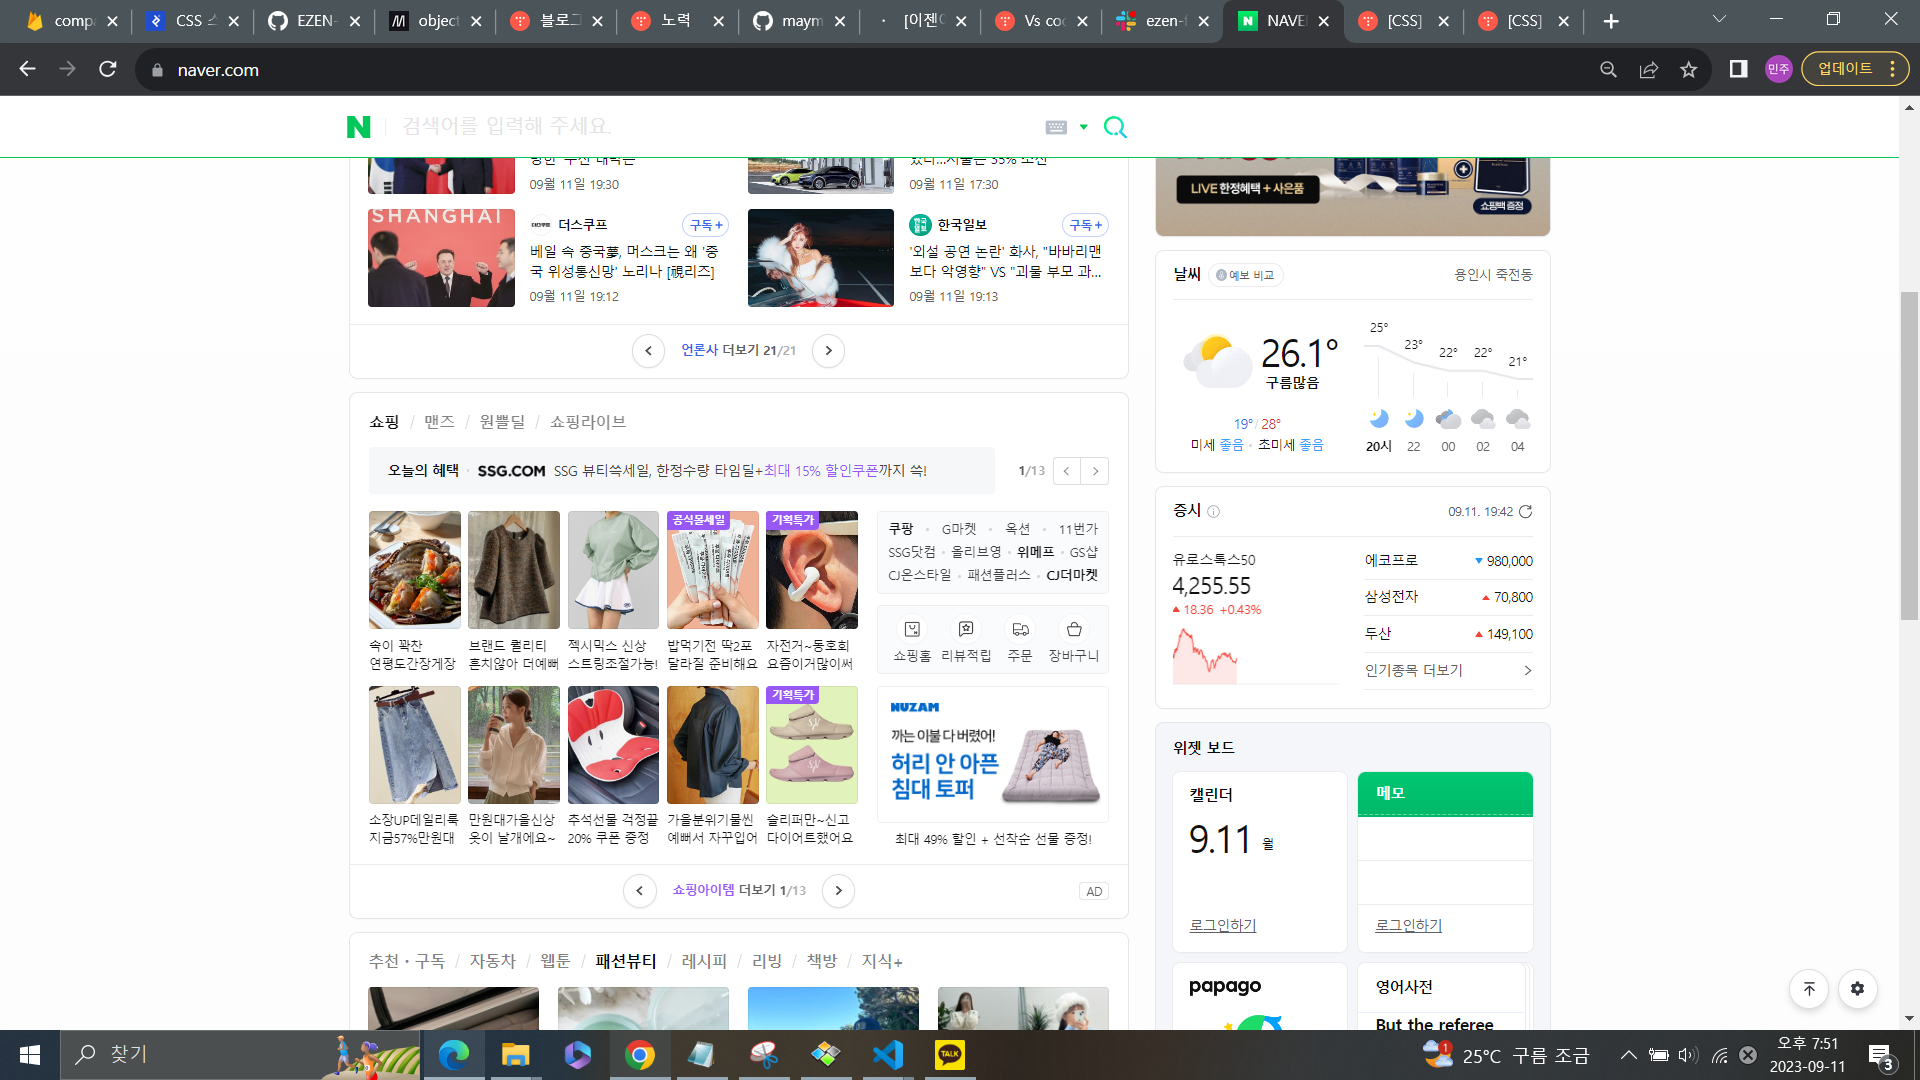 compa
CSS 스
EZEN-
object
블로그
노력
maym
[이젠(
Vs coc
ezen-f
NAVE
[CSS]
[CSS]
naver.com
민주
업데이트
검색어를 입력해 주세요.
09월 11일 19:30
있다…서울은 35% 소진
09월 11일 17:30
SHANGHAI
더스쿠프
구독+
베일 속 중국夢, 머스크는 왜 '중
국 위성통신망' 노리나 [視리즈]
09월 11일 19:12
한국일보
구독+
'외설 공연 논란' 화사, "바바리맨
보다 악영향" VS "괴물 부모 과...
09월 11일 19:13
언론사 더보기 21/21
LIVE 한정혜택 + 사은품
쇼핑백 증정
날씨
예보 비교
용인시 죽전동
26.1°
구름많음
19° / 28°
미세 좋음 · 초미세 좋음
25°
23°
22°
22°
21°
20시
22
00
02
04
쇼핑 / 맨즈 / 원쁠딜 / 쇼핑라이브
오늘의 혜택 · SSG.COM SSG 뷰티쓱세일, 한정수량 타임딜+최대 15% 할인쿠폰까지 쓱!
1/13
공식몰세일
기획특가
속이 꽉찬
연평도간장게장
브랜드 퀄리티
흔치않아 더예뻐
젝시믹스 신상
스트링조절가능!
밥먹기전 딱2포
달라질 준비해요
자전거~동호회
요즘이거많이써
쿠팡 · G마켓 · 옥션 · 11번가
SSG닷컴 · 올리브영 · 위메프 · GS샵
CJ온스타일 · 패션플러스 · CJ더마켓
쇼핑홈
리뷰적립
주문
장바구니
기획특가
소장UP데일리룩
지금57%만원대
만원대가을신상
옷이 날개에요~
추석선물 걱정끝
20% 쿠폰 증정
가을분위기물씬
예뻐서 자꾸입어
슬리퍼만~신고
다이어트했어요
NUZAM
까는 이불 다 버렸어!
허리 안 아픈
침대 토퍼
최대 49% 할인 + 선착순 선물 증정!
쇼핑아이템 더보기 1/13
AD
증시
09.11. 19:42
유로스톡스50
4,255.55
▲ 18.36 +0.43%
에코프로 ▼ 980,000
삼성전자 ▲ 70,800
두산 ▲ 149,100
인기종목 더보기
위젯 보드
캘린더
9.11 월
로그인하기
메모
로그인하기
papago
영어사전
But the referee
추천·구독 / 자동차 / 웹툰 / 패션뷰티 / 레시피 / 리빙 / 책방 / 지식+
찾기
TALK
1
25°C 구름 조금
오후 7:51
2023-09-11
3